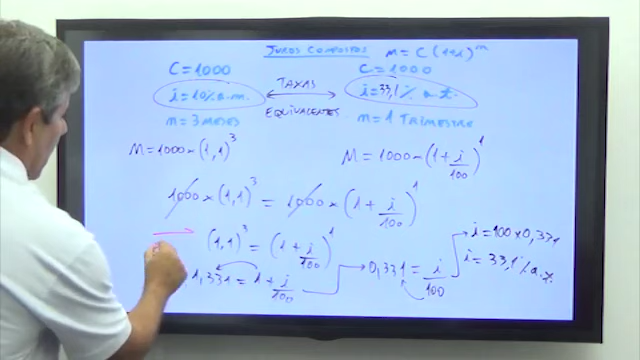 JUROS COMPOSTOS M = C (1+i)^m
C = 1000 C = 1000
i = 10% a.m. TAXAS i = 33,1% a.t.
EQUIVALENTES
m = 3 MESES m = 1 TRIMESTRE
M = 1000 × (1,1)^3 M = 1000 × (1 + i/100)^1
1000 × (1,1)^3 = 1000 × (1 + i/100)^1
(1,1)^3 = (1 + i/100)^1 i = 100 × 0,331
1,331 = 1 + i/100 0,331 = i/100 i = 33,1% a.t.